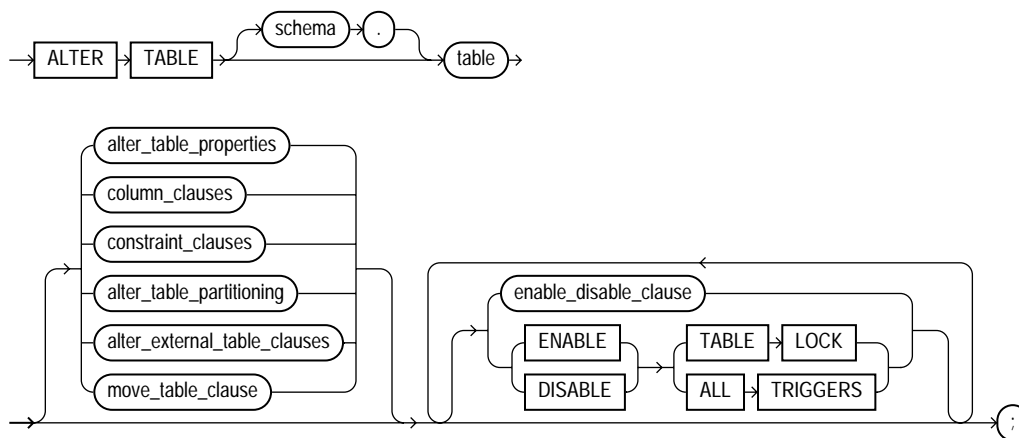 schema .
ALTER TABLE table
alter_table_properties
column_clauses
constraint_clauses
alter_table_partitioning
alter_external_table_clauses
move_table_clause
enable_disable_clause
ENABLE TABLE LOCK
DISABLE ALL TRIGGERS
;